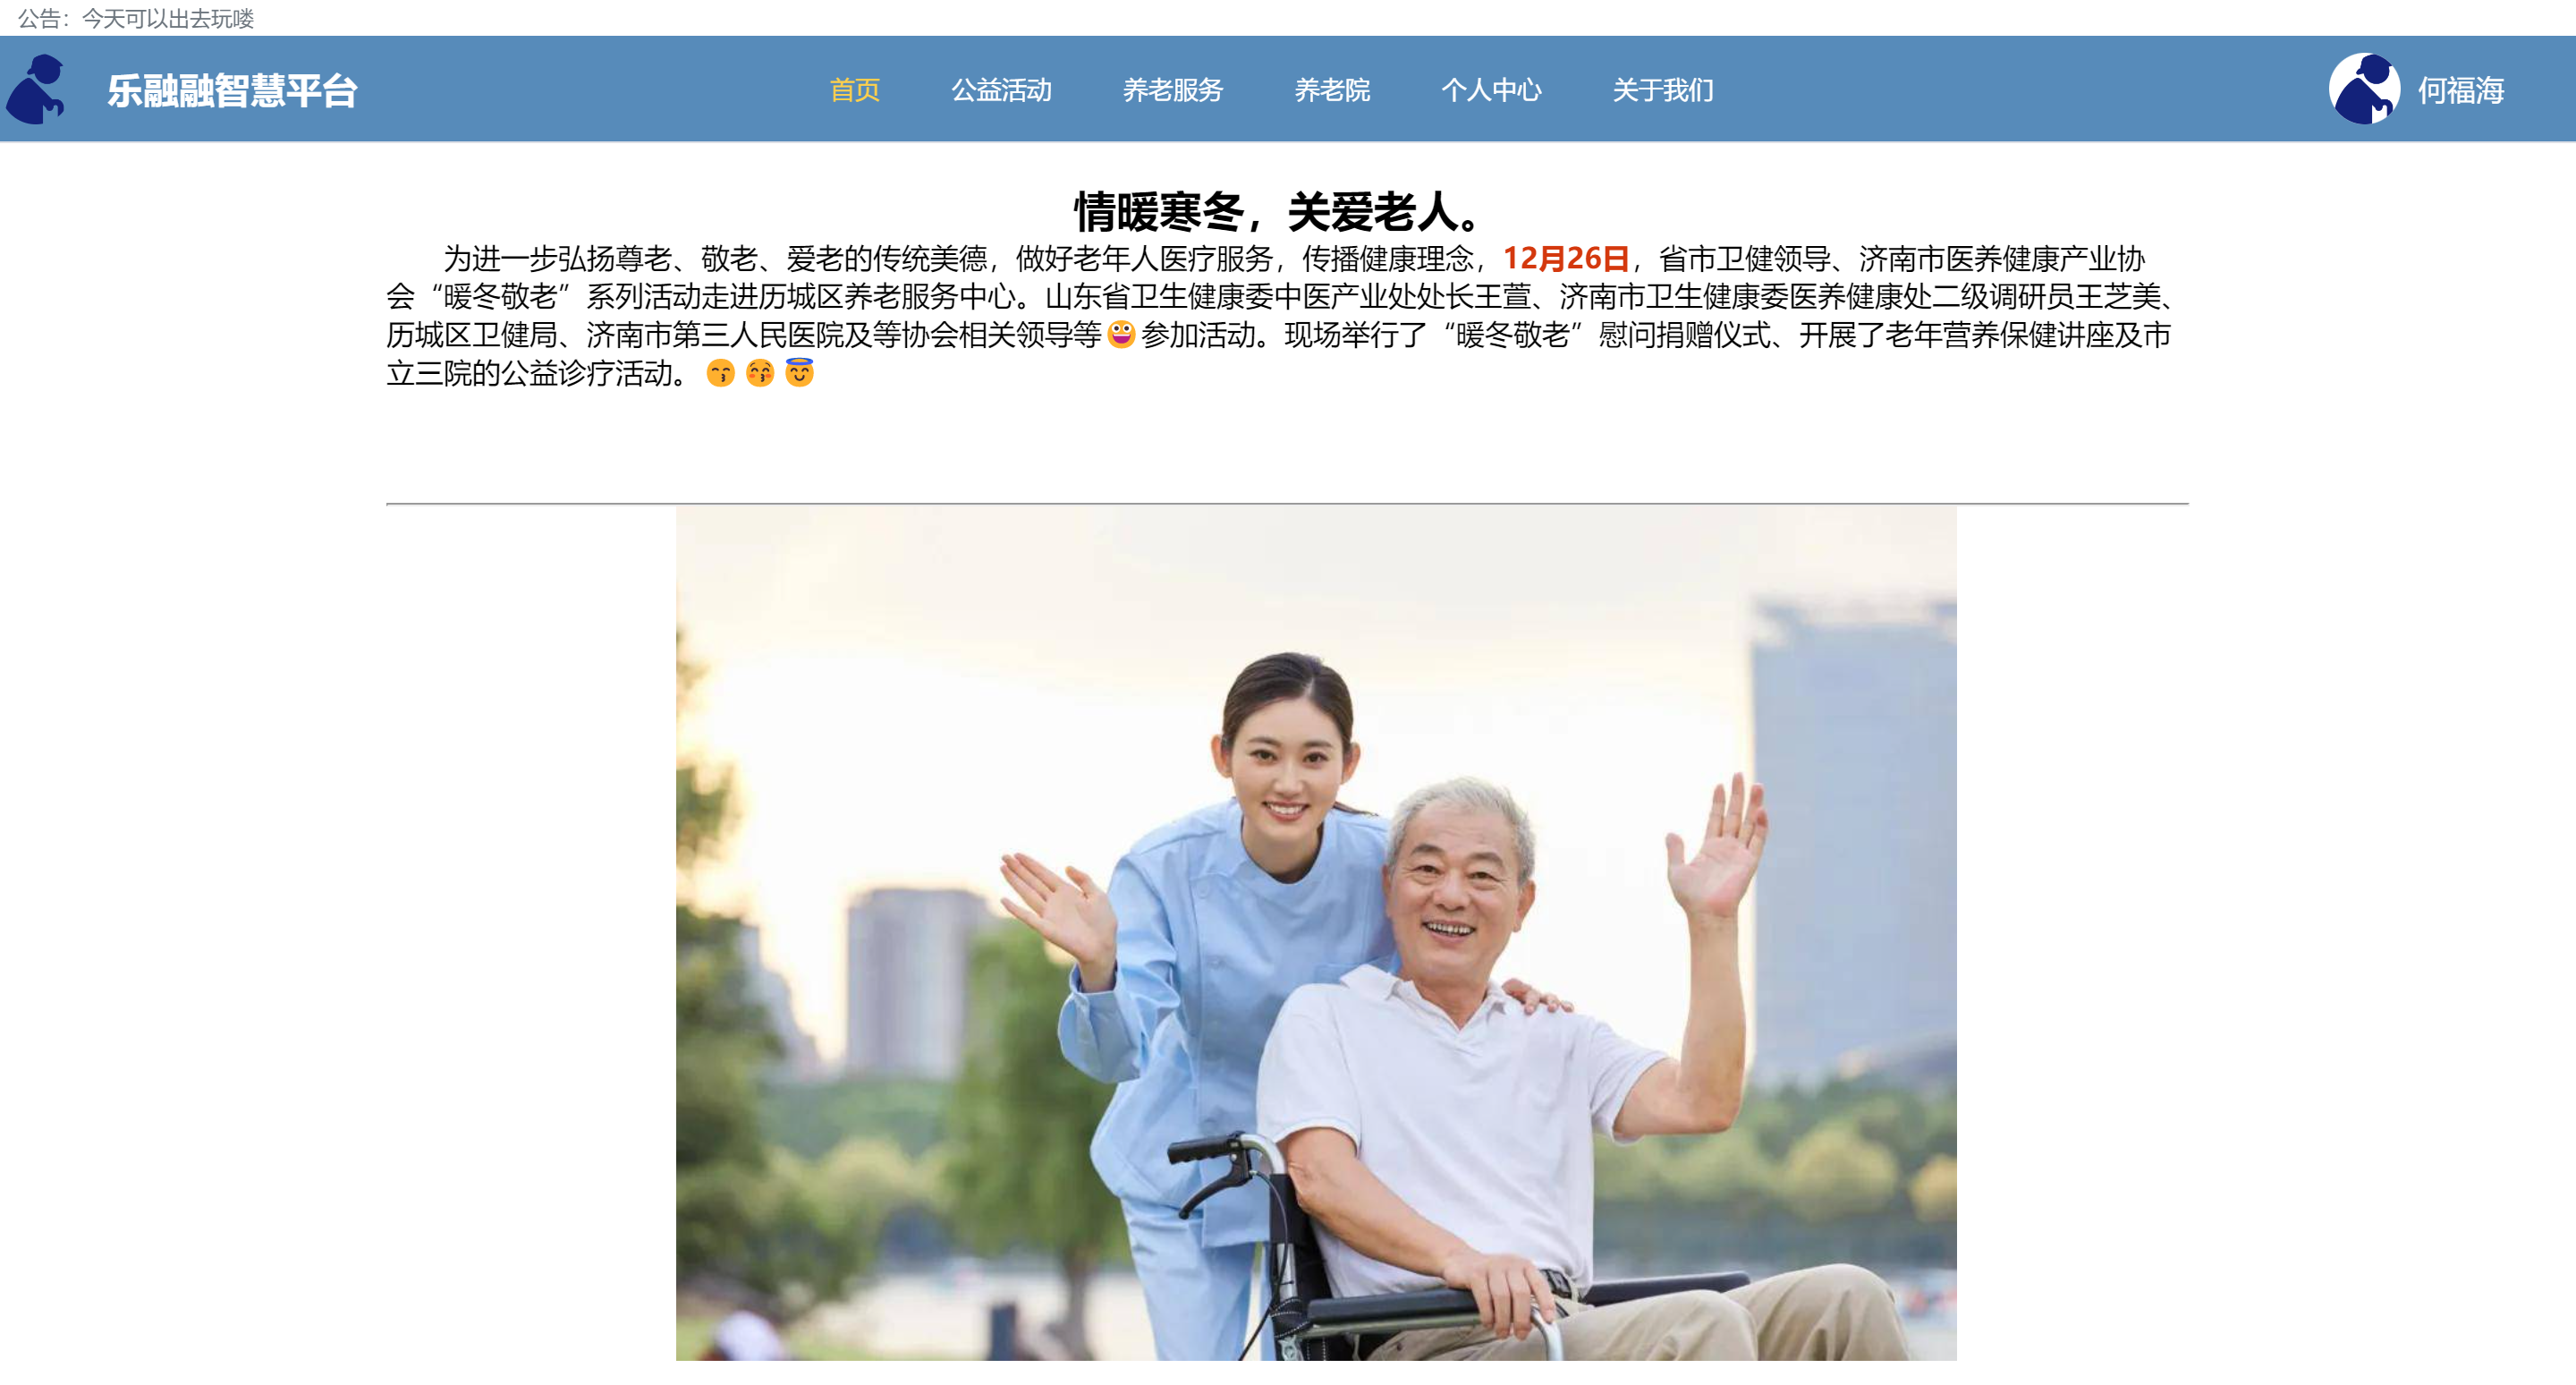 公告：今天可以出去玩喽
乐融融智慧平台
首页
公益活动
养老服务
养老院
个人中心
关于我们
何福海
情暖寒冬，关爱老人。
为进一步弘扬尊老、敬老、爱老的传统美德，做好老年人医疗服务，传播健康理念，12月26日，省市卫健领导、济南市医养健康产业协
会“暖冬敬老”系列活动走进历城区养老服务中心。山东省卫生健康委中医产业处处长王萱、济南市卫生健康委医养健康处二级调研员王芝美、
历城区卫健局、济南市第三人民医院及等协会相关领导等😀参加活动。现场举行了“暖冬敬老”慰问捐赠仪式、开展了老年营养保健讲座及市
立三院的公益诊疗活动。😙😚😇